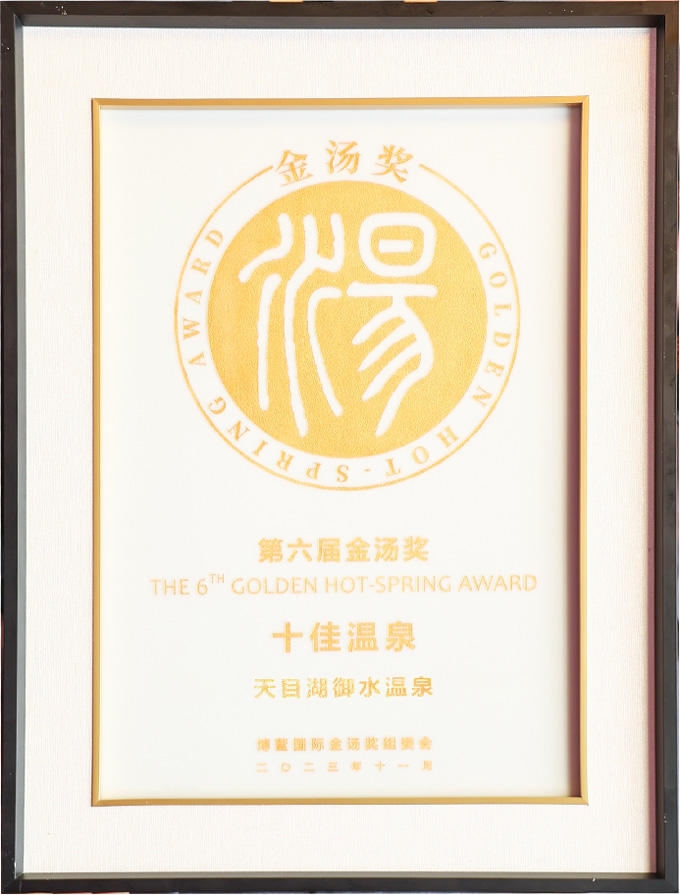 金汤奖
GOLDEN HOT-SPRING AWARD
湯
第六届金汤奖
THE 6TH GOLDEN HOT-SPRING AWARD
十佳温泉
天目湖御水温泉
博鳌国际金汤奖组委会
二〇二三年十一月